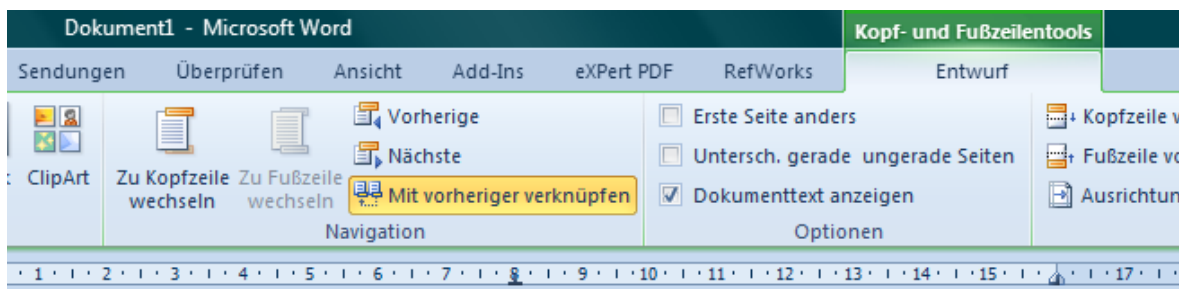 Dokument1 - Microsoft Word
Kopf- und Fußzeilentools
Sendungen Überprüfen Ansicht Add-Ins eXPert PDF RefWorks Entwurf
ClipArt
Zu Kopfzeile wechseln
Zu Fußzeile wechseln
Vorherige
Nächste
Mit vorheriger verknüpfen
Navigation
Erste Seite anders
Untersch. gerade ungerade Seiten
Dokumenttext anzeigen
Optionen
Kopfzeile
Fußzeile
1 2 3 4 5 6 7 8 9 10 11 12 13 14 15 17